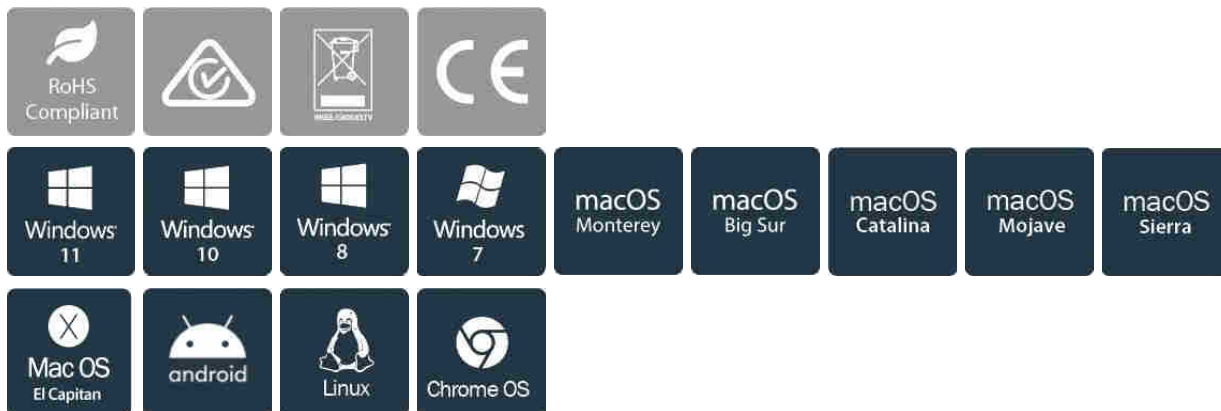 RoHS
Compliant
CE
Windows
11
Windows
10
Windows
8
Windows
7
macOS
Monterey
macOS
Big Sur
macOS
Catalina
macOS
Mojave
macOS
Sierra
X
Mac OS
El Capitan
android
Linux
Chrome OS